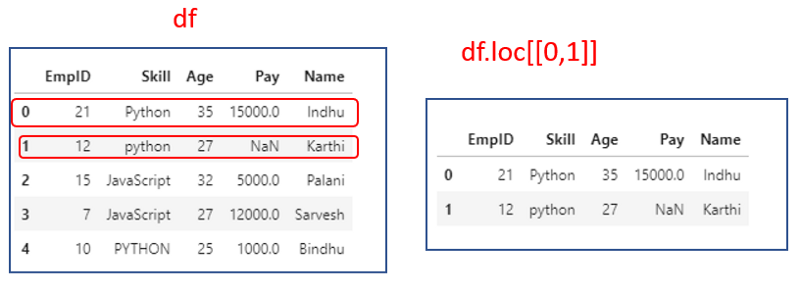 df
EmpID Skill Age Pay Name
0 21 Python 35 15000.0 Indhu
1 12 python 27 NaN Karthi
2 15 JavaScript 32 5000.0 Palani
3 7 JavaScript 27 12000.0 Sarvesh
4 10 PYTHON 25 1000.0 Bindhu
df.loc[[0,1]]
EmpID Skill Age Pay Name
0 21 Python 35 15000.0 Indhu
1 12 python 27 NaN Karthi